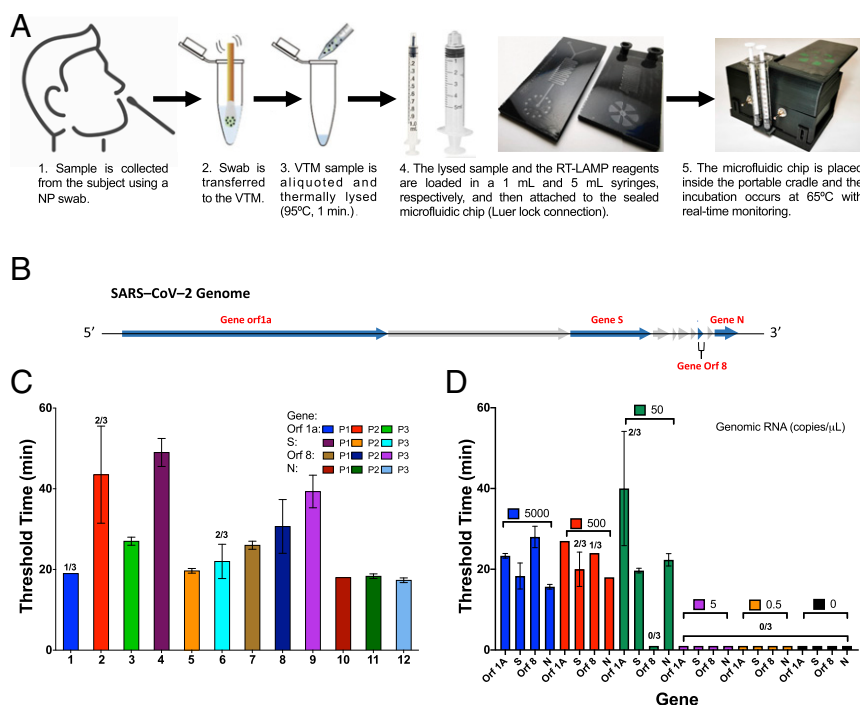 A
1. Sample is collected
from the subject using a
NP swab.
2. Swab is
transferred
to the VTM.
3. VTM sample is
aliquoted and
thermally lysed
(95ºC, 1 min.).
4. The lysed sample and the RT-LAMP reagents
are loaded in a 1 mL and 5 mL syringes,
respectively, and then attached to the sealed
microfluidic chip (Luer lock connection).
5. The microfluidic chip is placed
inside the portable cradle and the
incubation occurs at 65ºC with
real-time monitoring.
B
SARS–CoV–2 Genome
5′
Gene orf1a
Gene S
Gene N
3′
Gene Orf 8
C
Threshold Time (min)
60
40
20
0
1/3
2/3
2/3
Gene:
Orf 1a: P1 P2 P3
S: P1 P2 P3
Orf 8: P1 P2 P3
N: P1 P2 P3
1 2 3 4 5 6 7 8 9 10 11 12
D
Threshold Time (min)
60
40
20
0
Genomic RNA (copies/μL)
5000
500
50
5
0.5
0
2/3
1/3
2/3
0/3
0/3
Orf 1A S Orf 8 N Orf 1A S Orf 8 N Orf 1A S Orf 8 N Orf 1A S Orf 8 N Orf 1A S Orf 8 N Orf 1A S Orf 8 N
Gene